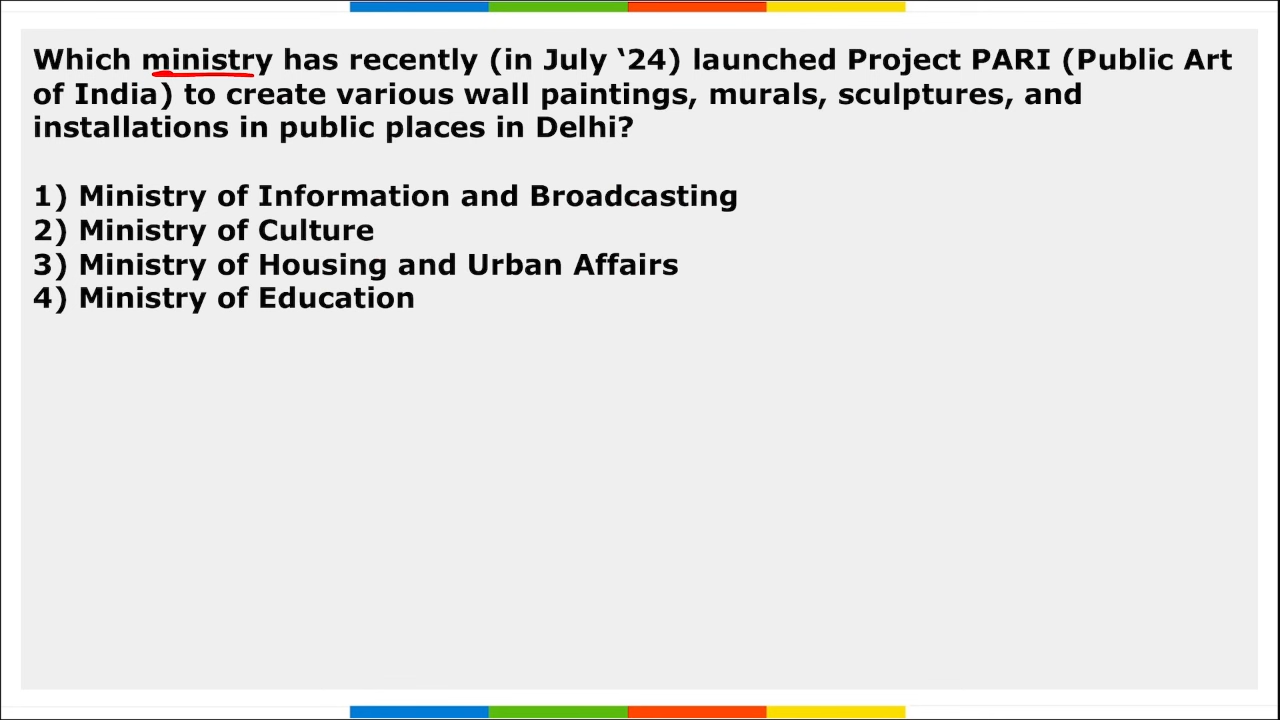 Which ministry has recently (in July ‘24) launched Project PARI (Public Art
of India) to create various wall paintings, murals, sculptures, and
installations in public places in Delhi?
1) Ministry of Information and Broadcasting
2) Ministry of Culture
3) Ministry of Housing and Urban Affairs
4) Ministry of Education